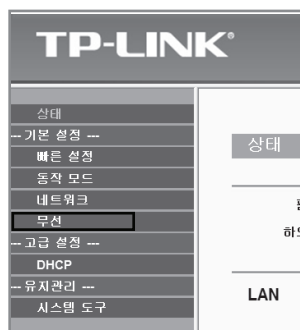 TP-LINK®
상태
--- 기본 설정 ---
빠른 설정
동작 모드
네트워크
무선
--- 고급 설정 ---
DHCP
--- 유지관리 ---
시스템 도구
상태
LAN